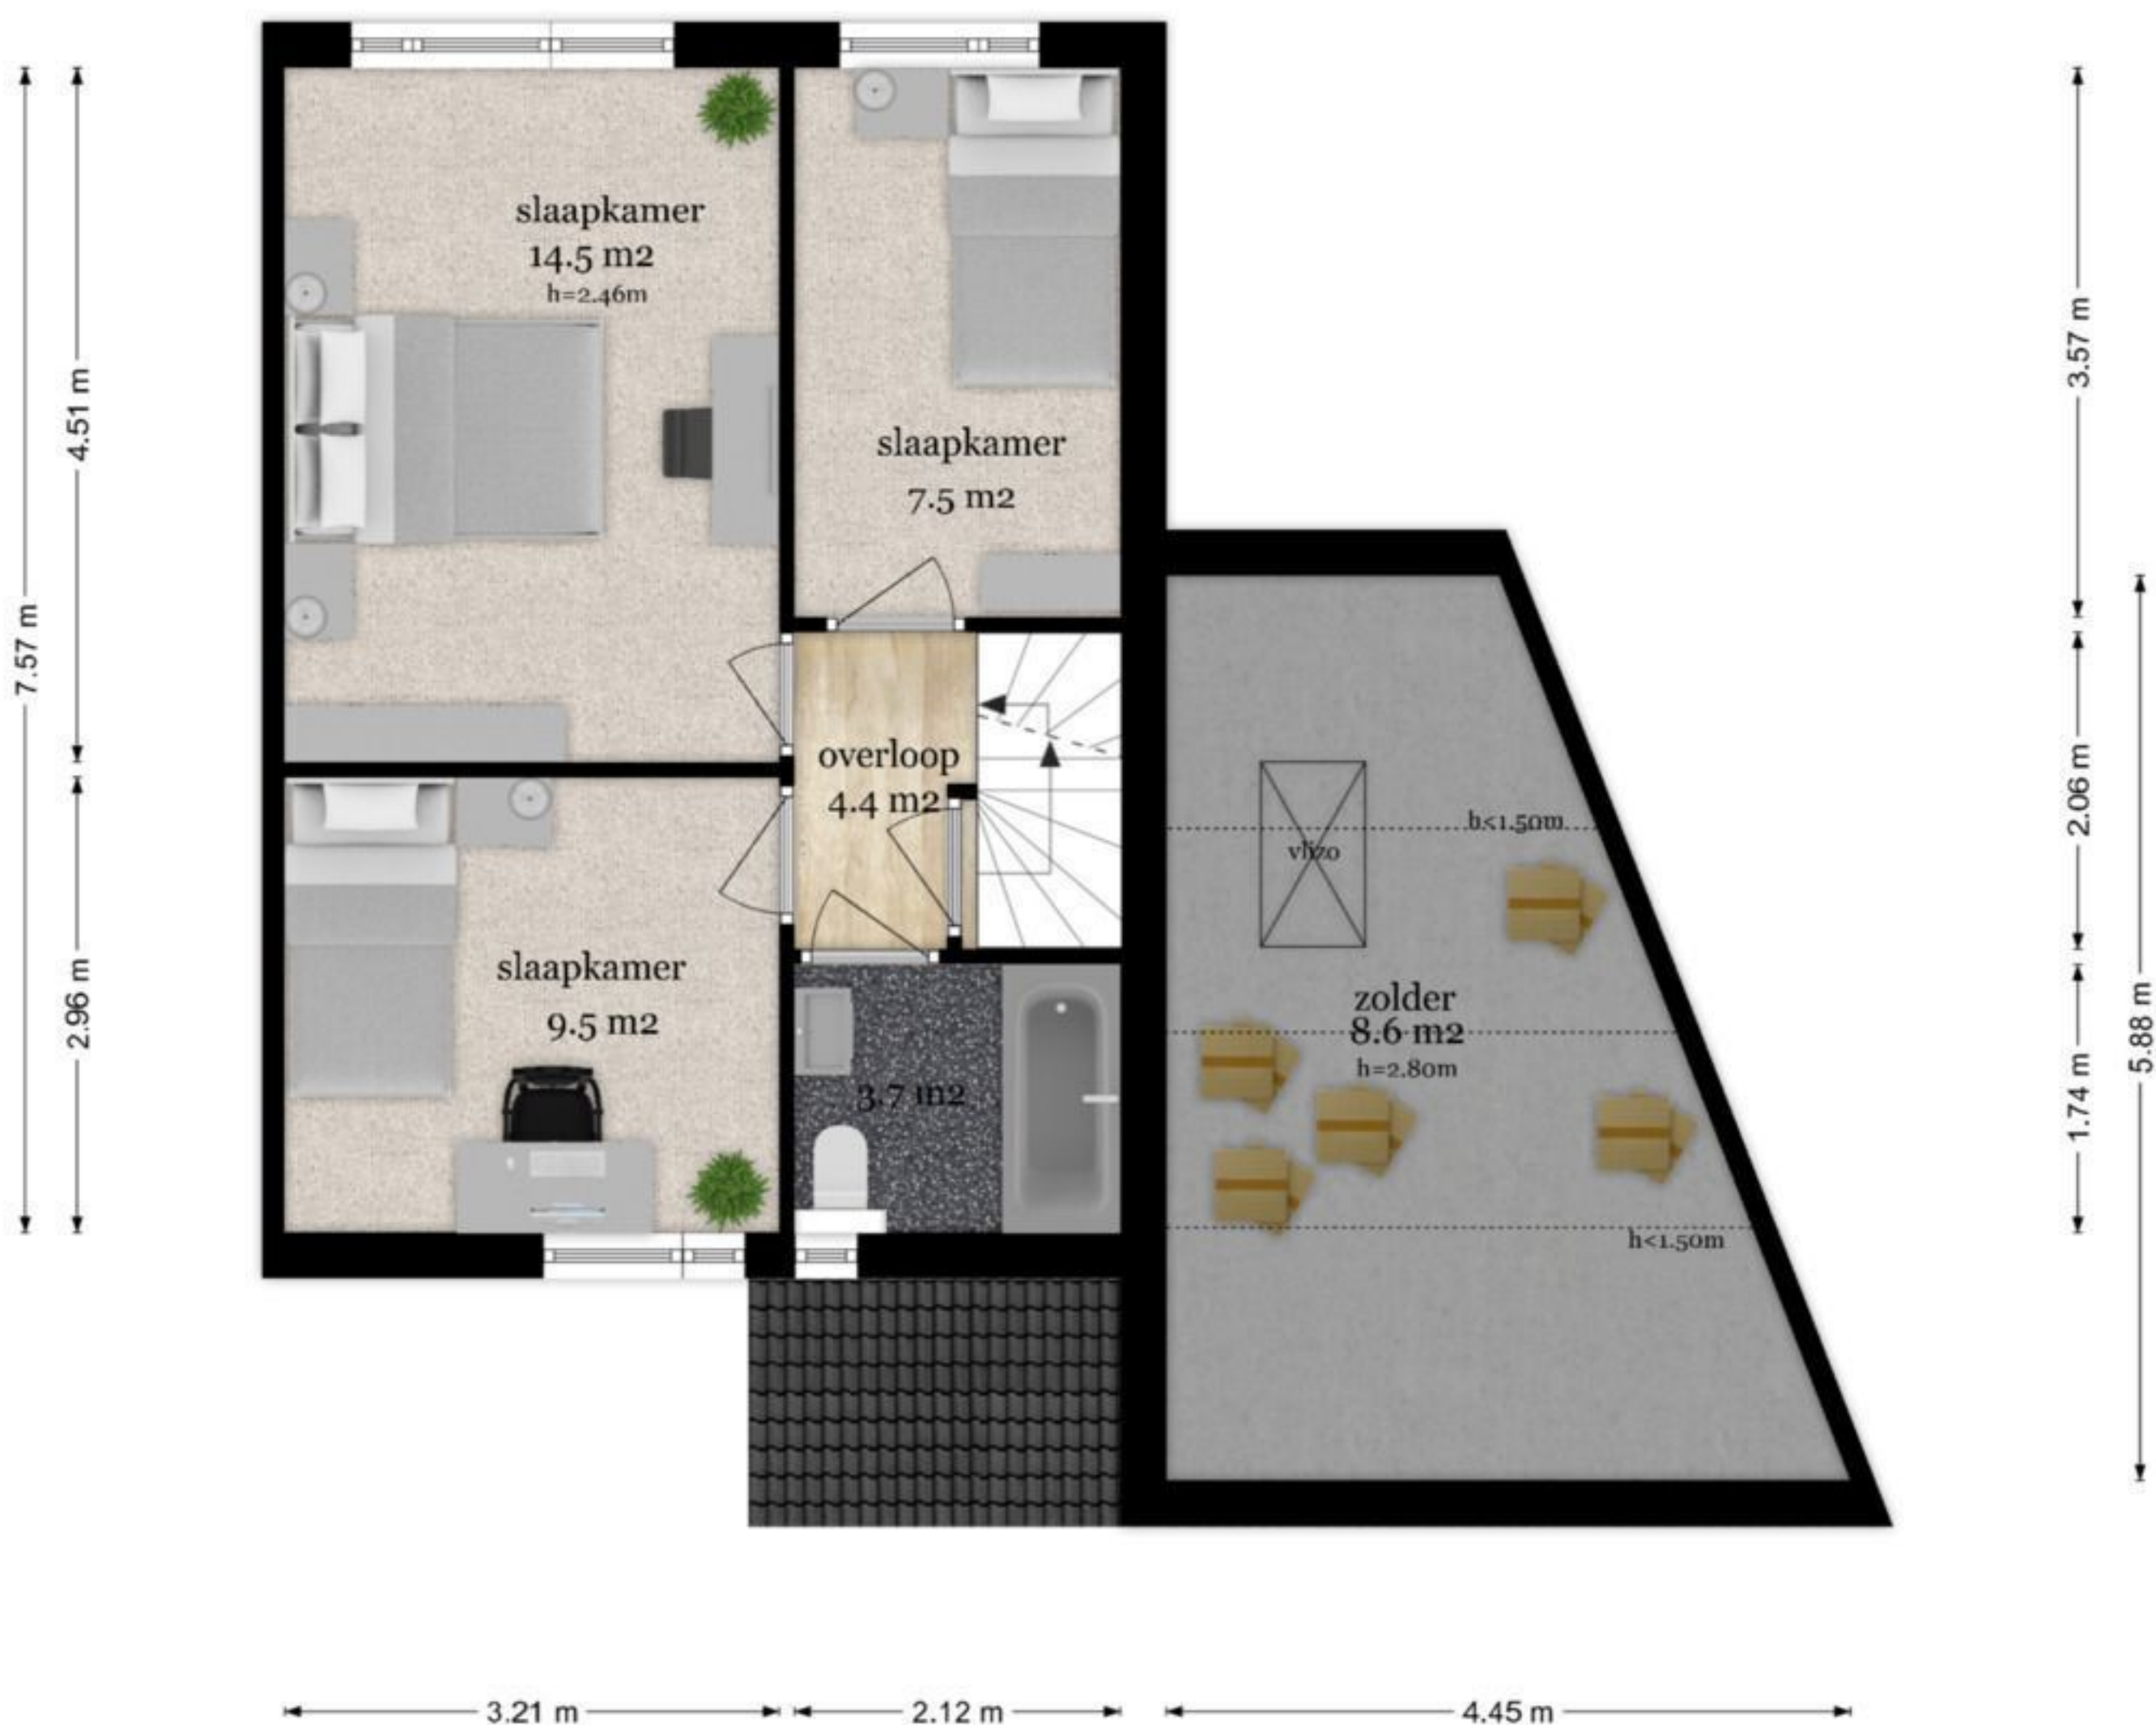 slaapkamer
14.5 m2
h=2.46m
slaapkamer
7.5 m2
overloop
4.4 m2
slaapkamer
9.5 m2
3.7 m2
h<1.50m
vlizo
zolder
8.6 m2
h=2.80m
h<1.50m
7.57 m
4.51 m
2.96 m
3.57 m
2.06 m
1.74 m
5.88 m
3.21 m
2.12 m
4.45 m